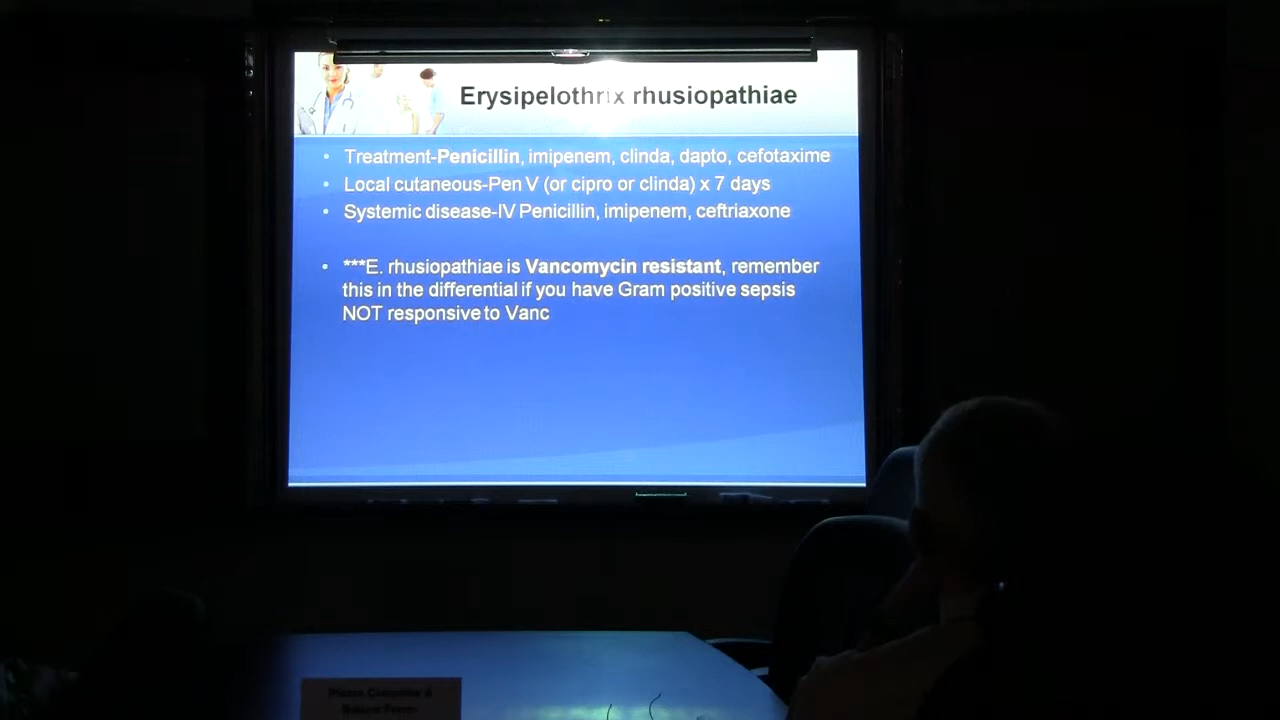 Erysipelothrix rhusiopathiae
• Treatment-Penicillin, imipenem, clinda, dapto, cefotaxime
• Local cutaneous-Pen V (or cipro or clinda) x 7 days
• Systemic disease-IV Penicillin, imipenem, ceftriaxone
• ***E. rhusiopathiae is Vancomycin resistant, remember
this in the differential if you have Gram positive sepsis
NOT responsive to Vanc
Please Complete &